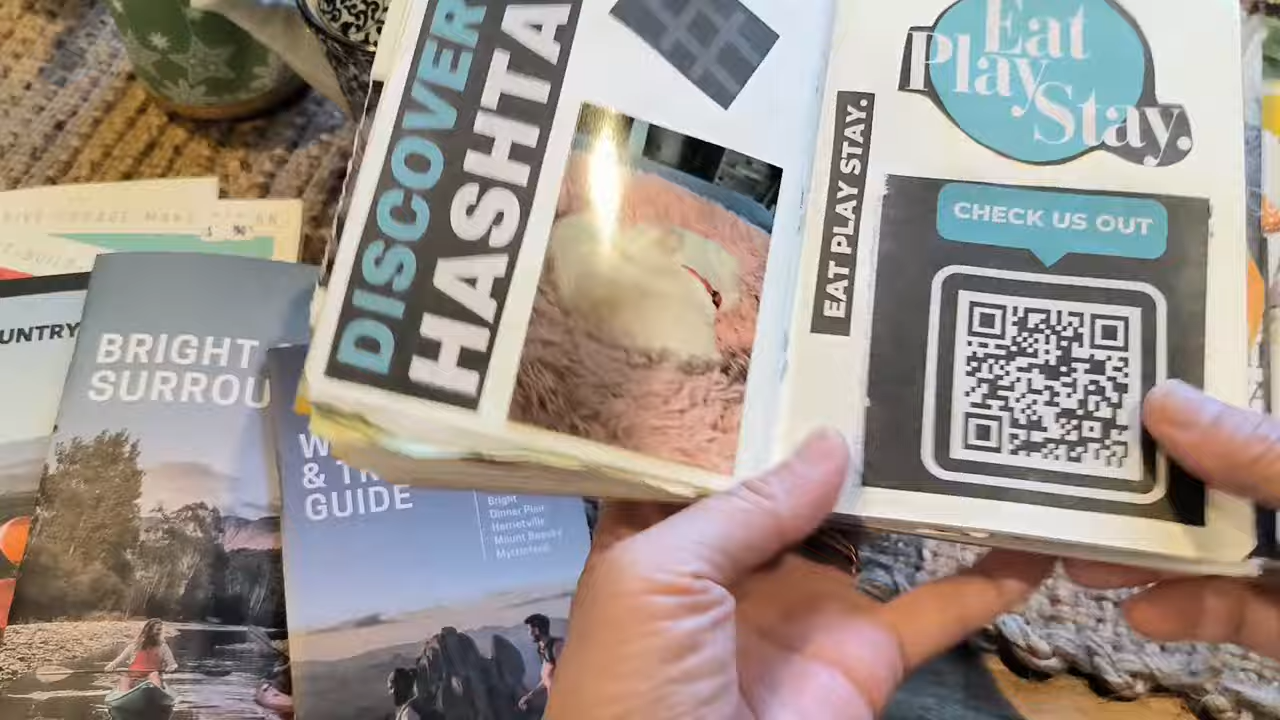 DISCOVER
HASHTA
Eat
Play
Stay.
EAT PLAY STAY.
CHECK US OUT
UNTRY
BRIGHT
SURROU
W
& TR
GUIDE
Bright
Dinner Plain
Harrietville
Mount Beauty
Myrtleford